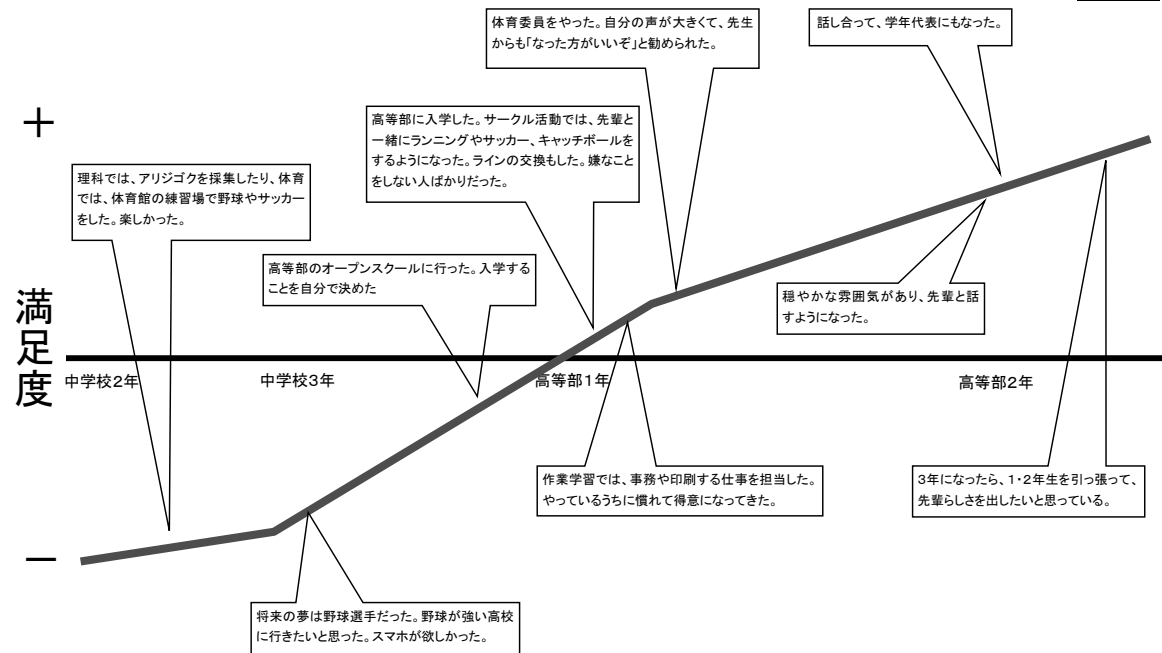 体育委員をやった。自分の声が大きくて、先生
からも「なった方がいいぞ」と勧められた。
話し合って、学年代表にもなった。
＋
高等部に入学した。サークル活動では、先輩と
一緒にランニングやサッカー、キャッチボールを
するようになった。ラインの交換もした。嫌なこと
をしない人ばかりだった。
理科では、アリジゴクを採集したり、体育
では、体育館の練習場で野球やサッカー
をした。楽しかった。
高等部のオープンスクールに行った。入学する
ことを自分で決めた
穏やかな雰囲気があり、先輩と話
すようになった。
満足度
中学校2年
中学校3年
高等部1年
高等部2年
作業学習では、事務や印刷する仕事を担当した。
やっているうちに慣れて得意になってきた。
3年になったら、1・2年生を引っ張って、
先輩らしさを出したいと思っている。
－
将来の夢は野球選手だった。野球が強い高校
に行きたいと思った。スマホが欲しかった。